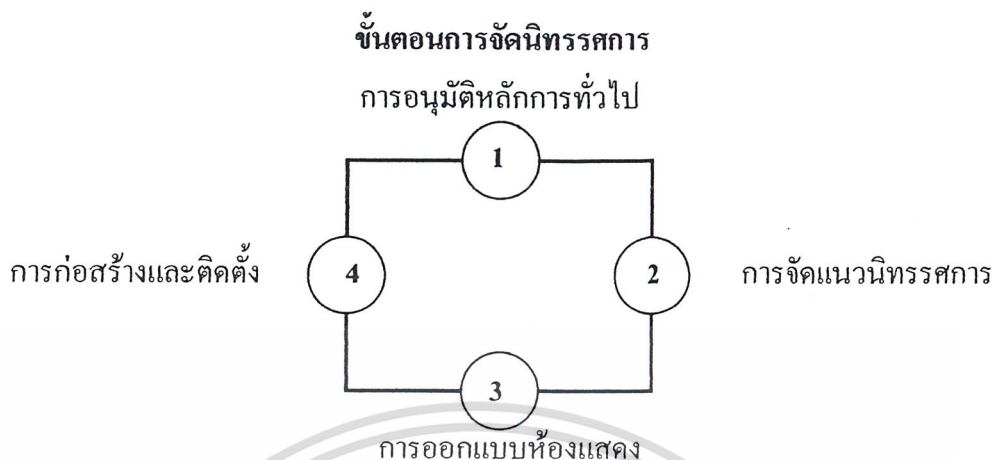 ขั้นตอนการจัดนิทรรศการ
การอนุมัติหลักการทั่วไป
1
การก่อสร้างและติดตั้ง
4
2
การจัดแนวนิทรรศการ
3
การออกแบบห้องแสดง